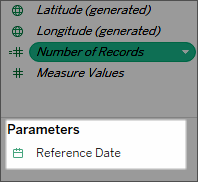 Latitude (generated)
Longitude (generated)
Number of Records
Measure Values
Parameters
Reference Date